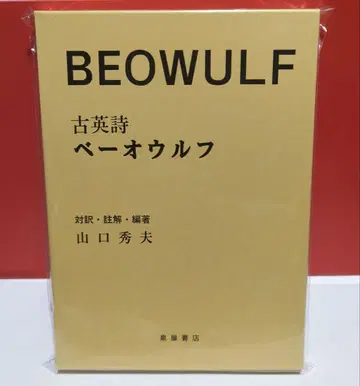 BEOWULF
古英詩
ベーオウルフ
対訳・註解・編著
山口秀夫
泉屋書店